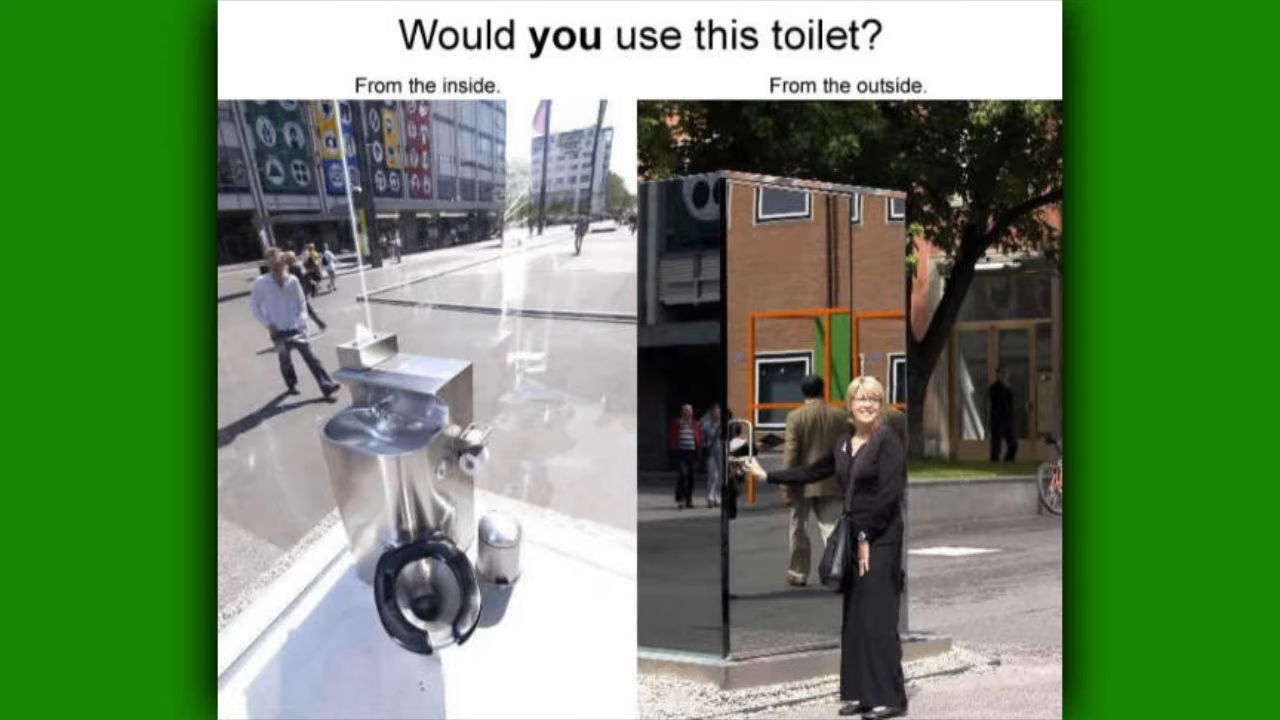 Would you use this toilet?
From the inside.
From the outside.